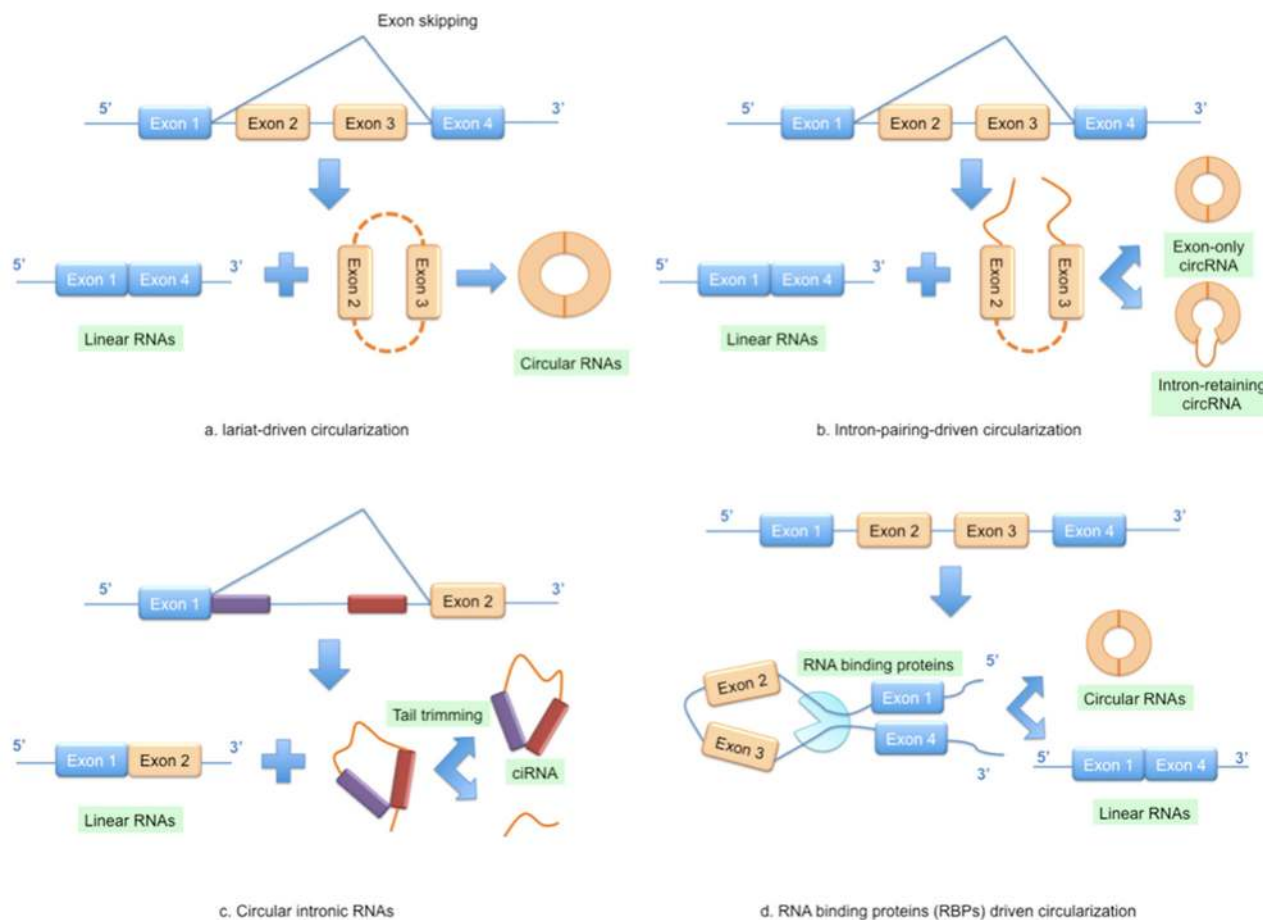 Exon skipping
5’ Exon 1 Exon 2 Exon 3 Exon 4 3’
5’ Exon 1 Exon 4 3’
Exon 2
Exon 3
Linear RNAs
Circular RNAs
a. lariat-driven circularization
5’ Exon 1 Exon 2 Exon 3 Exon 4 3’
5’ Exon 1 Exon 4 3’
Exon 2
Exon 3
Exon-only
circRNA
Linear RNAs
Intron-retaining
circRNA
b. Intron-pairing-driven circularization
5’ Exon 1 Exon 2 3’
Tail trimming
5’ Exon 1 Exon 2 3’
ciRNA
Linear RNAs
c. Circular intronic RNAs
5’ Exon 1 Exon 2 Exon 3 Exon 4 3’
RNA binding proteins
5’
Exon 2
Exon 1
Exon 3
Exon 4
3’
Circular RNAs
5’ Exon 1 Exon 4 3’
Linear RNAs
d. RNA binding proteins (RBPs) driven circularization